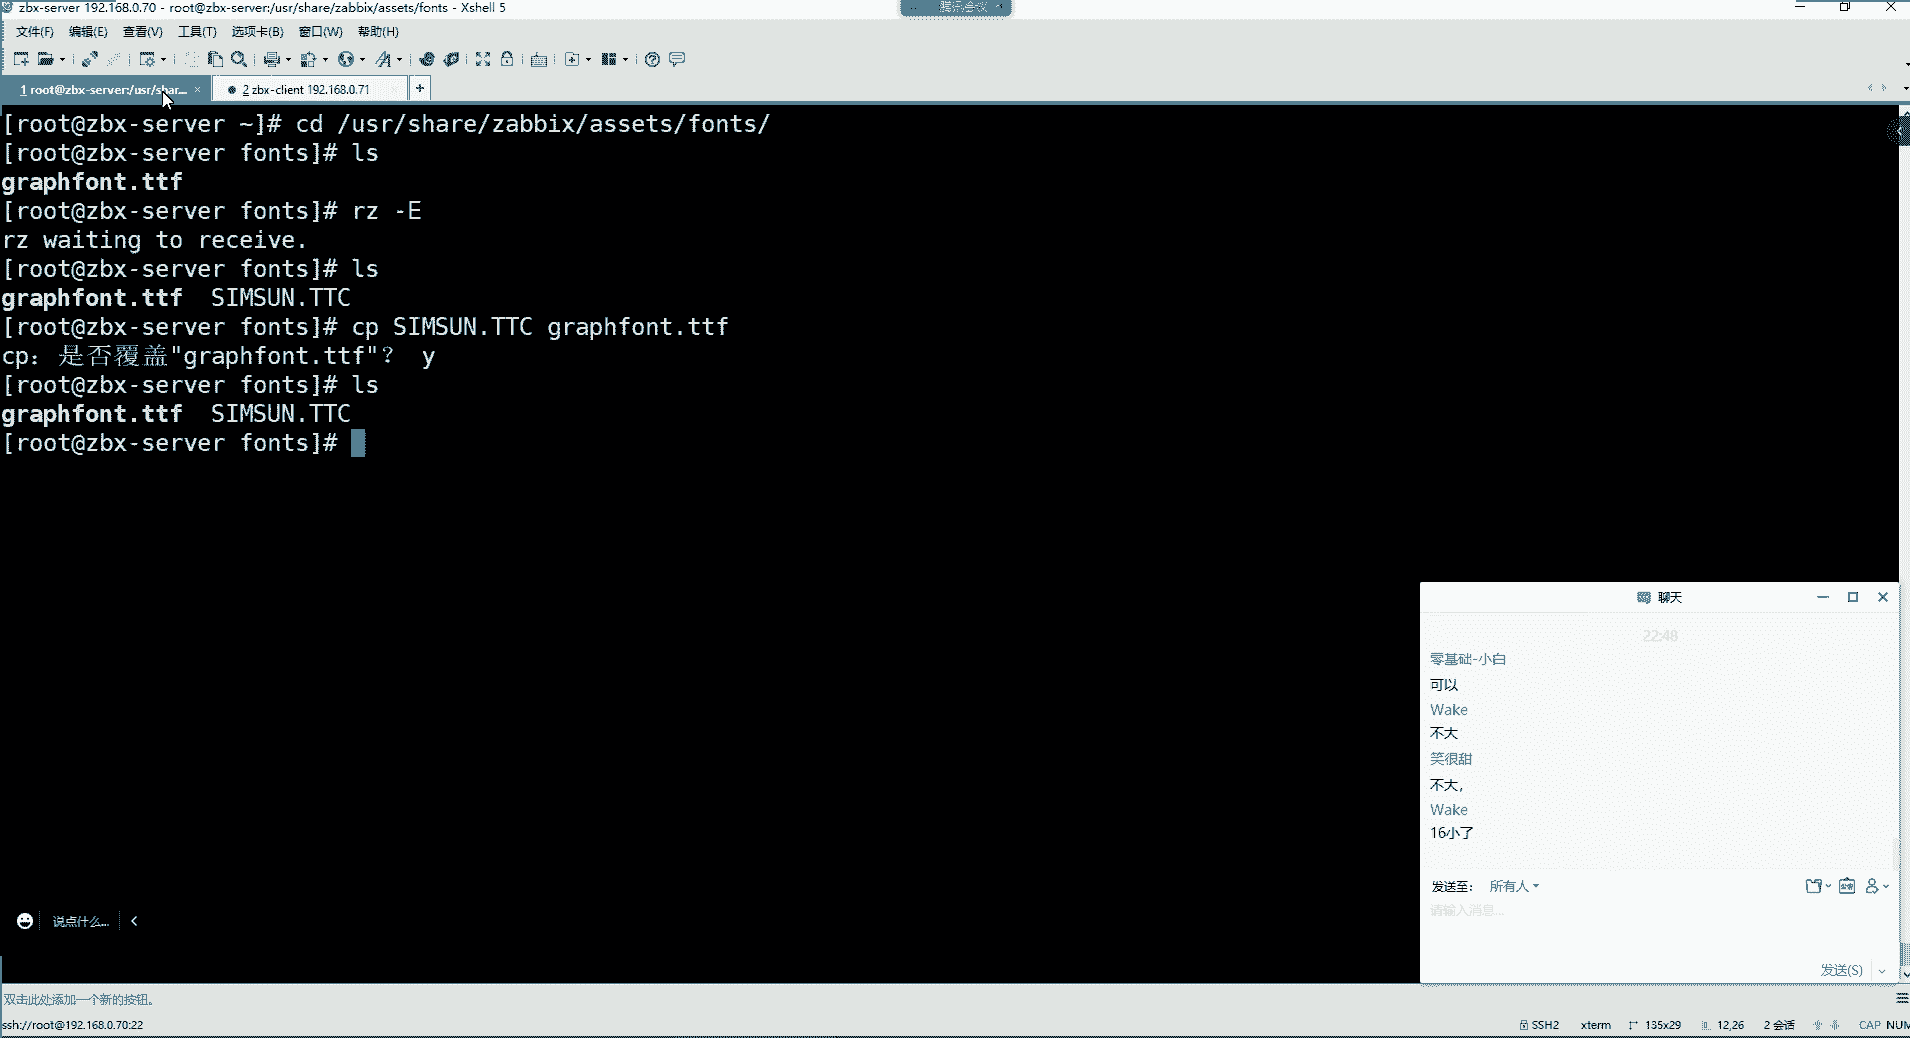 zbx-server 192.168.0.70 - root@zbx-server:/usr/share/zabbix/assets/fonts - Xshell 5
腾讯会议
文件(F) 编辑(E) 查看(V) 工具(T) 选项卡(B) 窗口(W) 帮助(H)
1 root@zbx-server:/usr/shar... 2 zbx-client 192.168.0.71
[root@zbx-server ~]# cd /usr/share/zabbix/assets/fonts/
[root@zbx-server fonts]# ls
graphfont.ttf
[root@zbx-server fonts]# rz -E
rz waiting to receive.
[root@zbx-server fonts]# ls
graphfont.ttf  SIMSUN.TTC
[root@zbx-server fonts]# cp SIMSUN.TTC graphfont.ttf
cp：是否覆盖"graphfont.ttf"？ y
[root@zbx-server fonts]# ls
graphfont.ttf  SIMSUN.TTC
[root@zbx-server fonts]#
聊天
22:48
零基础-小白
可以
Wake
不大
笑很甜
不大，
Wake
16小了
发送至： 所有人
请输入消息...
发送(S)
说点什么...
双击此处添加一个新的按钮。
ssh://root@192.168.0.70:22 SSH2 xterm 135x29 12,26 2 会话 CAP NUM